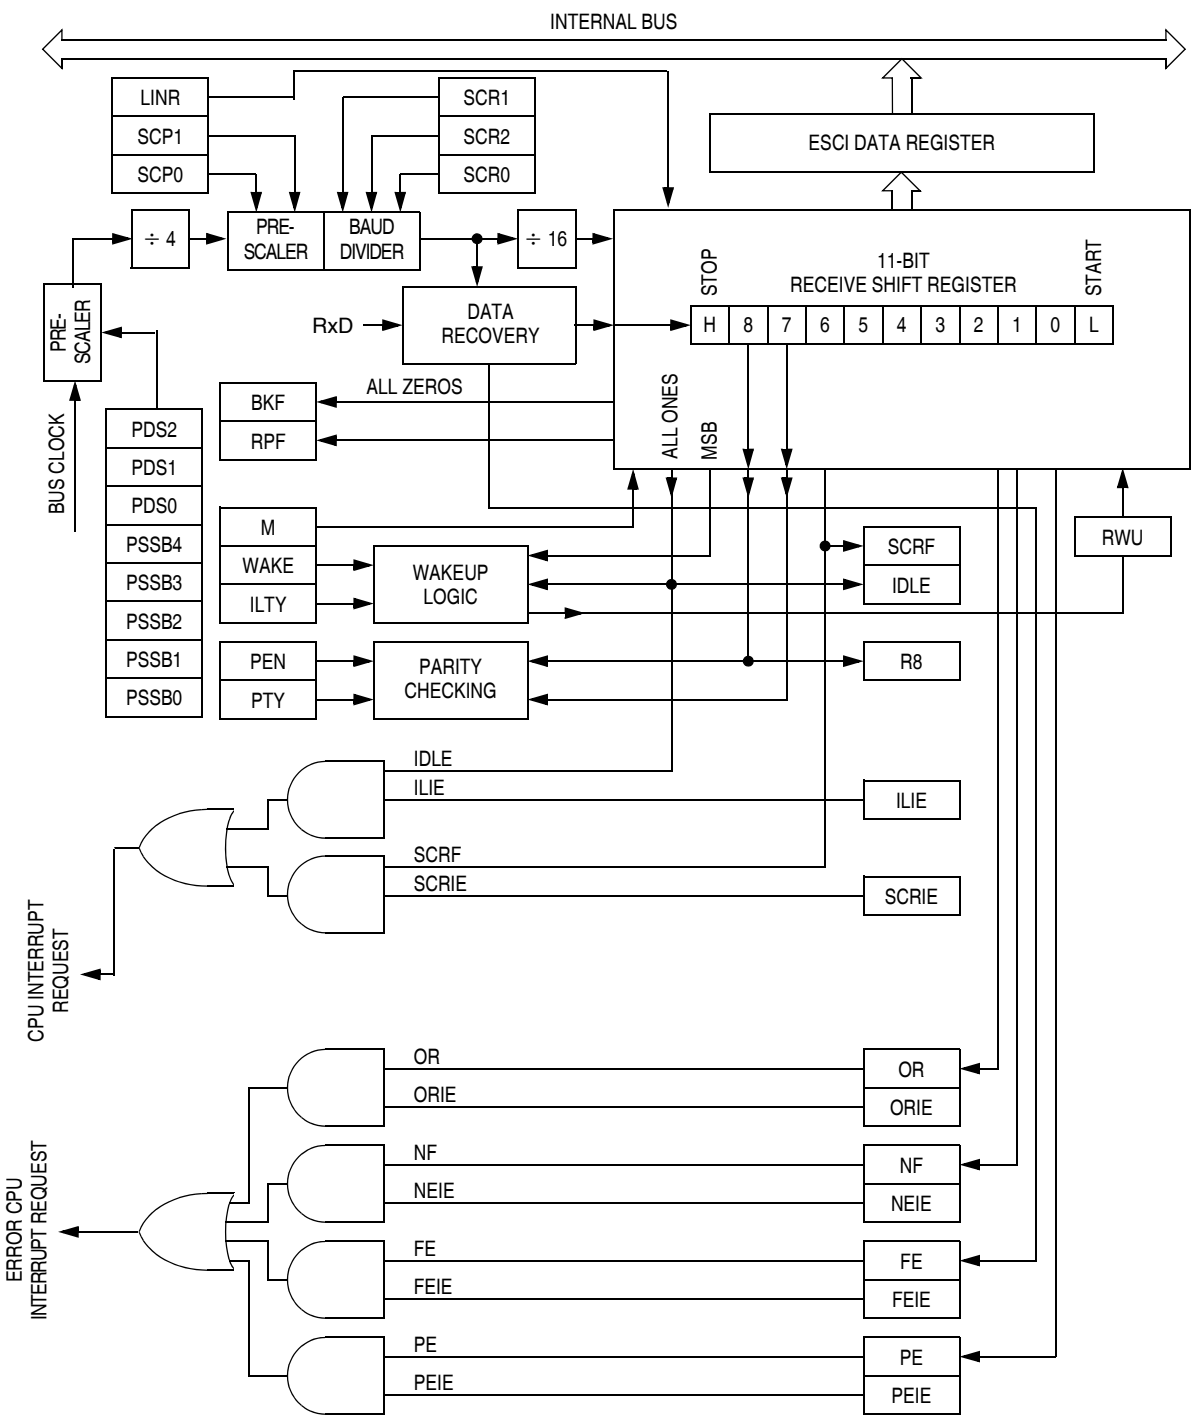 INTERNAL BUS
LINR
SCP1
SCP0
SCR1
SCR2
SCR0
ESCI DATA REGISTER
÷ 4
PRE-
SCALER
BAUD
DIVIDER
÷ 16
PRE-
SCALER
BUS CLOCK
RxD
DATA
RECOVERY
11-BIT
RECEIVE SHIFT REGISTER
STOP
START
H
8
7
6
5
4
3
2
1
0
L
ALL ZEROS
ALL ONES
MSB
BKF
RPF
PDS2
PDS1
PDS0
PSSB4
PSSB3
PSSB2
PSSB1
PSSB0
M
WAKE
ILTY
WAKEUP
LOGIC
PEN
PTY
PARITY
CHECKING
SCRF
IDLE
RWU
R8
IDLE
ILIE
ILIE
SCRF
SCRIE
SCRIE
CPU INTERRUPT
REQUEST
OR
ORIE
OR
ORIE
NF
NEIE
NF
NEIE
FE
FEIE
FE
FEIE
PE
PEIE
PE
PEIE
ERROR CPU
INTERRUPT REQUEST